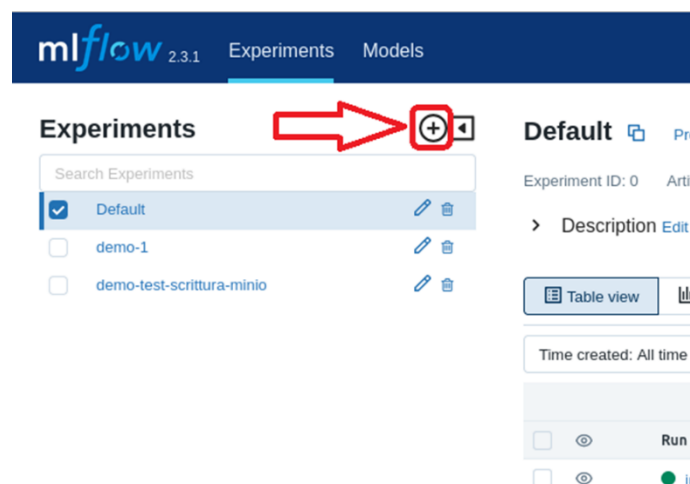 mlflow 2.3.1 Experiments Models
Experiments
Search Experiments
Default
demo-1
demo-test-scrittura-minio
Default
Experiment ID: 0
Description Edit
Table view
Time created: All time
Run